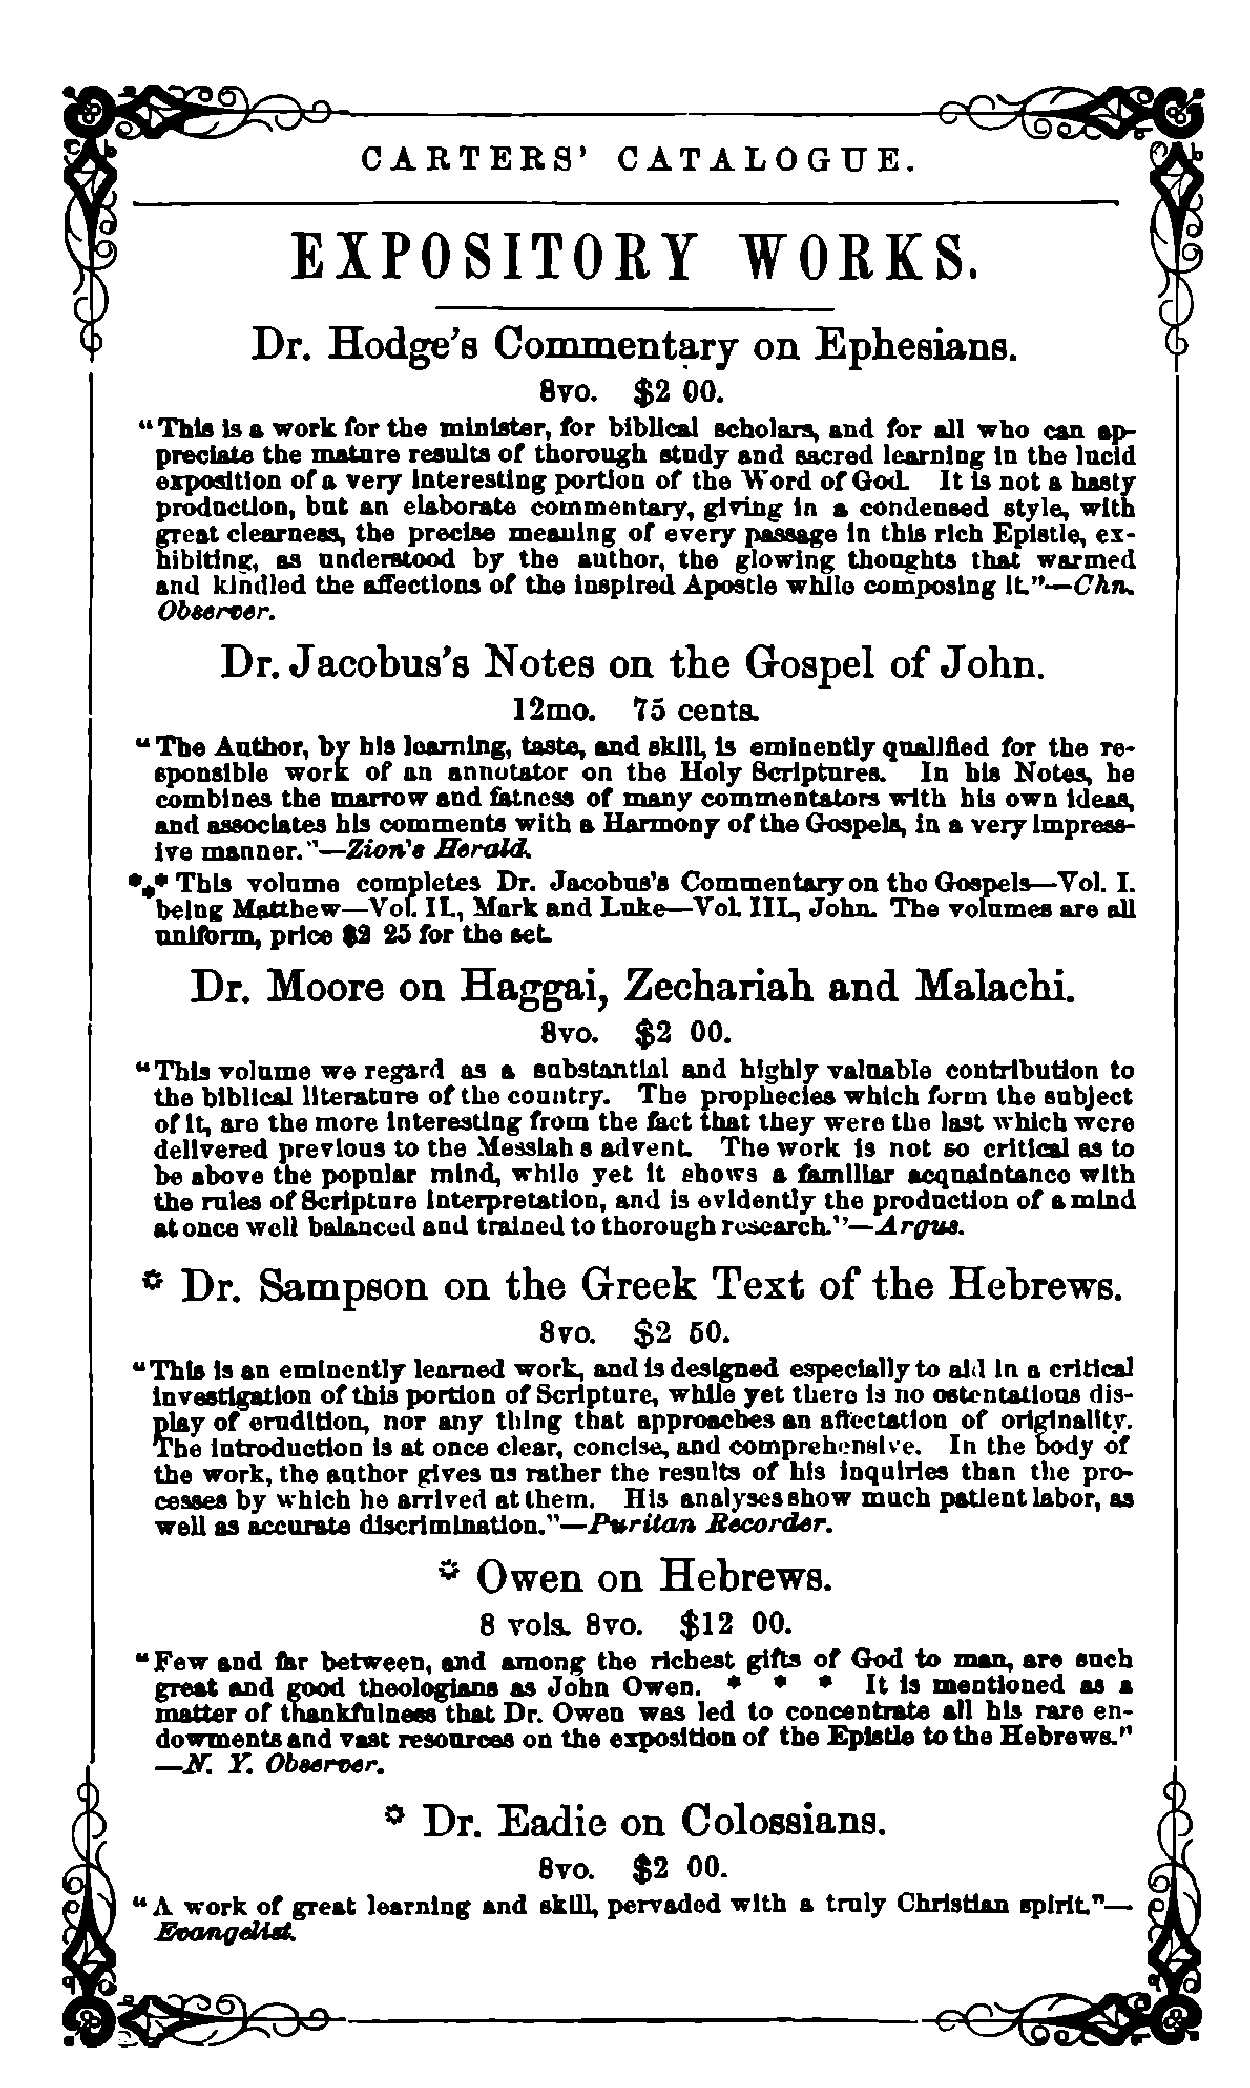 CARTERS' CATALOGUE.
EXPOSITORY WORKS.
Dr. Hodge's Commentary on Ephesians.
8vo. $2 00.
"This is a work for the minister, for biblical scholars, and for all who can ap-
preciate the mature results of thorough study and sacred learning in the lucid
exposition of a very interesting portion of the Word of God. It is not a hasty
production, but an elaborate commentary, giving in a condensed style, with
great clearness, the precise meaning of every passage in this rich Epistle, ex-
hibiting, as understood by the author, the glowing thoughts that warmed
and kindled the affections of the inspired Apostle while composing it."—Chn.
Observer.
Dr. Jacobus's Notes on the Gospel of John.
12mo. 75 cents.
"The Author, by his learning, taste, and skill, is eminently qualified for the re-
sponsible work of an annotator on the Holy Scriptures. In his Notes, he
combines the marrow and fatness of many commentators with his own ideas,
and associates his comments with a Harmony of the Gospels, in a very impress-
ive manner."—Zion's Herald.
*** This volume completes Dr. Jacobus's Commentary on the Gospels—Vol. I.
being Matthew—Vol. II., Mark and Luke—Vol. III., John. The volumes are all
uniform, price $2 25 for the set.
Dr. Moore on Haggai, Zechariah and Malachi.
8vo. $2 00.
"This volume we regard as a substantial and highly valuable contribution to
the biblical literature of the country. The prophecies which form the subject
of it, are the more interesting from the fact that they were the last which were
delivered previous to the Messiah s advent. The work is not so critical as to
be above the popular mind, while yet it shows a familiar acquaintance with
the rules of Scripture interpretation, and is evidently the production of a mind
at once well balanced and trained to thorough research."—Argus.
* Dr. Sampson on the Greek Text of the Hebrews.
8vo. $2 50.
"This is an eminently learned work, and is designed especially to aid in a critical
investigation of this portion of Scripture, while yet there is no ostentatious dis-
play of erudition, nor any thing that approaches an affectation of originality.
The introduction is at once clear, concise, and comprehensive. In the body of
the work, the author gives us rather the results of his inquiries than the pro-
cesses by which he arrived at them. His analyses show much patient labor, as
well as accurate discrimination."—Puritan Recorder.
* Owen on Hebrews.
8 vols. 8vo. $12 00.
"Few and far between, and among the richest gifts of God to man, are such
great and good theologians as John Owen. * * * It is mentioned as a
matter of thankfulness that Dr. Owen was led to concentrate all his rare en-
dowments and vast resources on the exposition of the Epistle to the Hebrews."
—N. Y. Observer.
* Dr. Eadie on Colossians.
8vo. $2 00.
"A work of great learning and skill, pervaded with a truly Christian spirit."—
Evangelist.